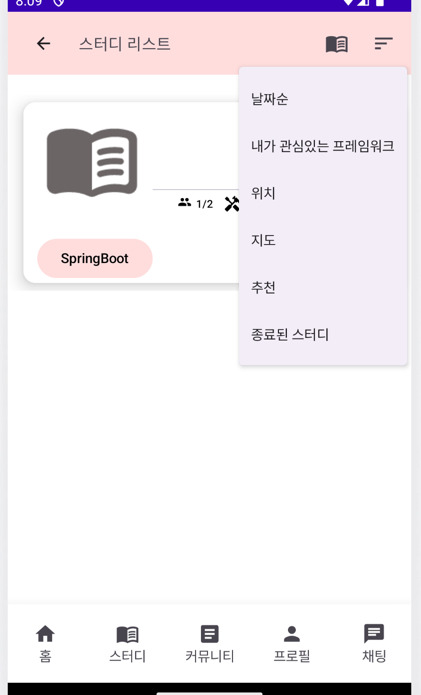 8:09
스터디 리스트
날짜순
내가 관심있는 프레임워크
위치
지도
추천
종료된 스터디
1/2
SpringBoot
홈
스터디
커뮤니티
프로필
채팅